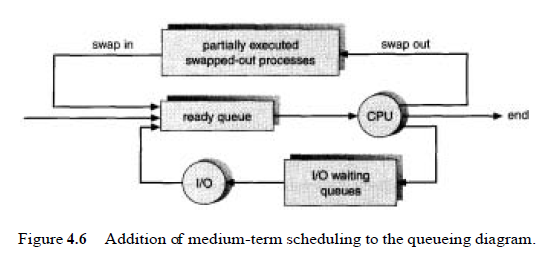 swap in
partially executed
swapped-out processes
swap out
ready queue
CPU
end
I/O
I/O waiting
queues
Figure 4.6 Addition of medium-term scheduling to the queueing diagram.